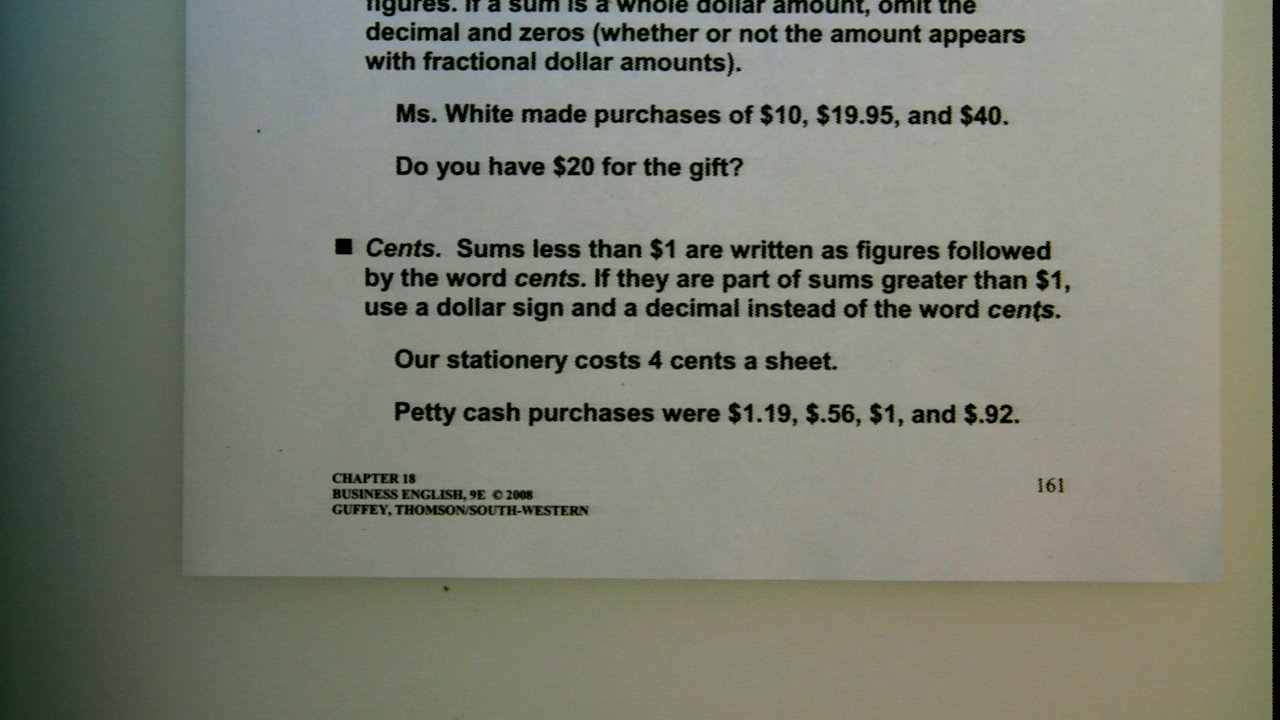 figures. If a sum is a whole dollar amount, omit the
decimal and zeros (whether or not the amount appears
with fractional dollar amounts).
Ms. White made purchases of $10, $19.95, and $40.
Do you have $20 for the gift?
■ Cents. Sums less than $1 are written as figures followed
by the word cents. If they are part of sums greater than $1,
use a dollar sign and a decimal instead of the word cents.
Our stationery costs 4 cents a sheet.
Petty cash purchases were $1.19, $.56, $1, and $.92.
CHAPTER 18
BUSINESS ENGLISH, 9E © 2008
GUFFEY, THOMSON/SOUTH-WESTERN
161